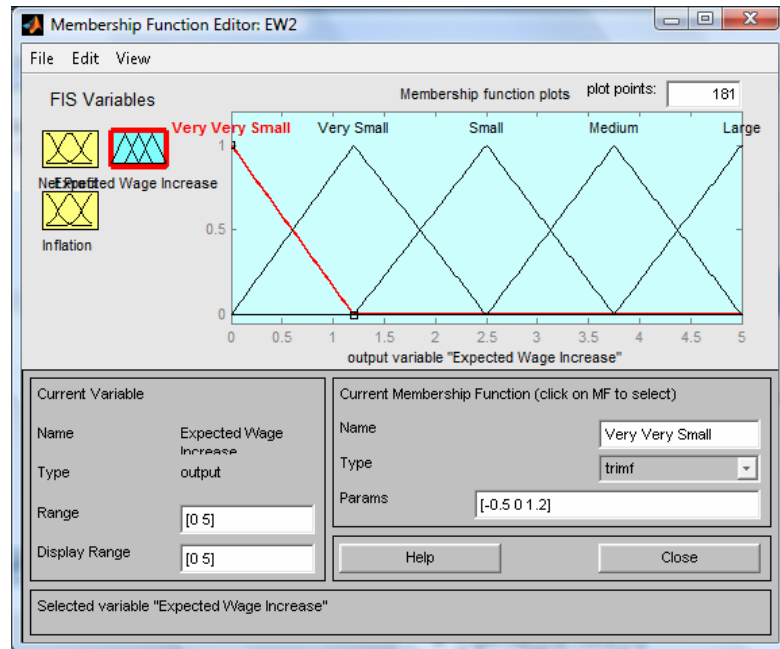 Membership Function Editor: EW2
File Edit View
FIS Variables
Membership function plots plot points: 181
Very Very Small Very Small Small Medium Large
1
0.5
0
0 0.5 1 1.5 2 2.5 3 3.5 4 4.5 5
output variable "Expected Wage Increase"
Expected Wage Increase
Inflation
Current Variable
Name Expected Wage
Increase
Type output
Range [0 5]
Display Range [0 5]
Current Membership Function (click on MF to select)
Name Very Very Small
Type trimf
Params [-0.5 0 1.2]
Help Close
Selected variable "Expected Wage Increase"